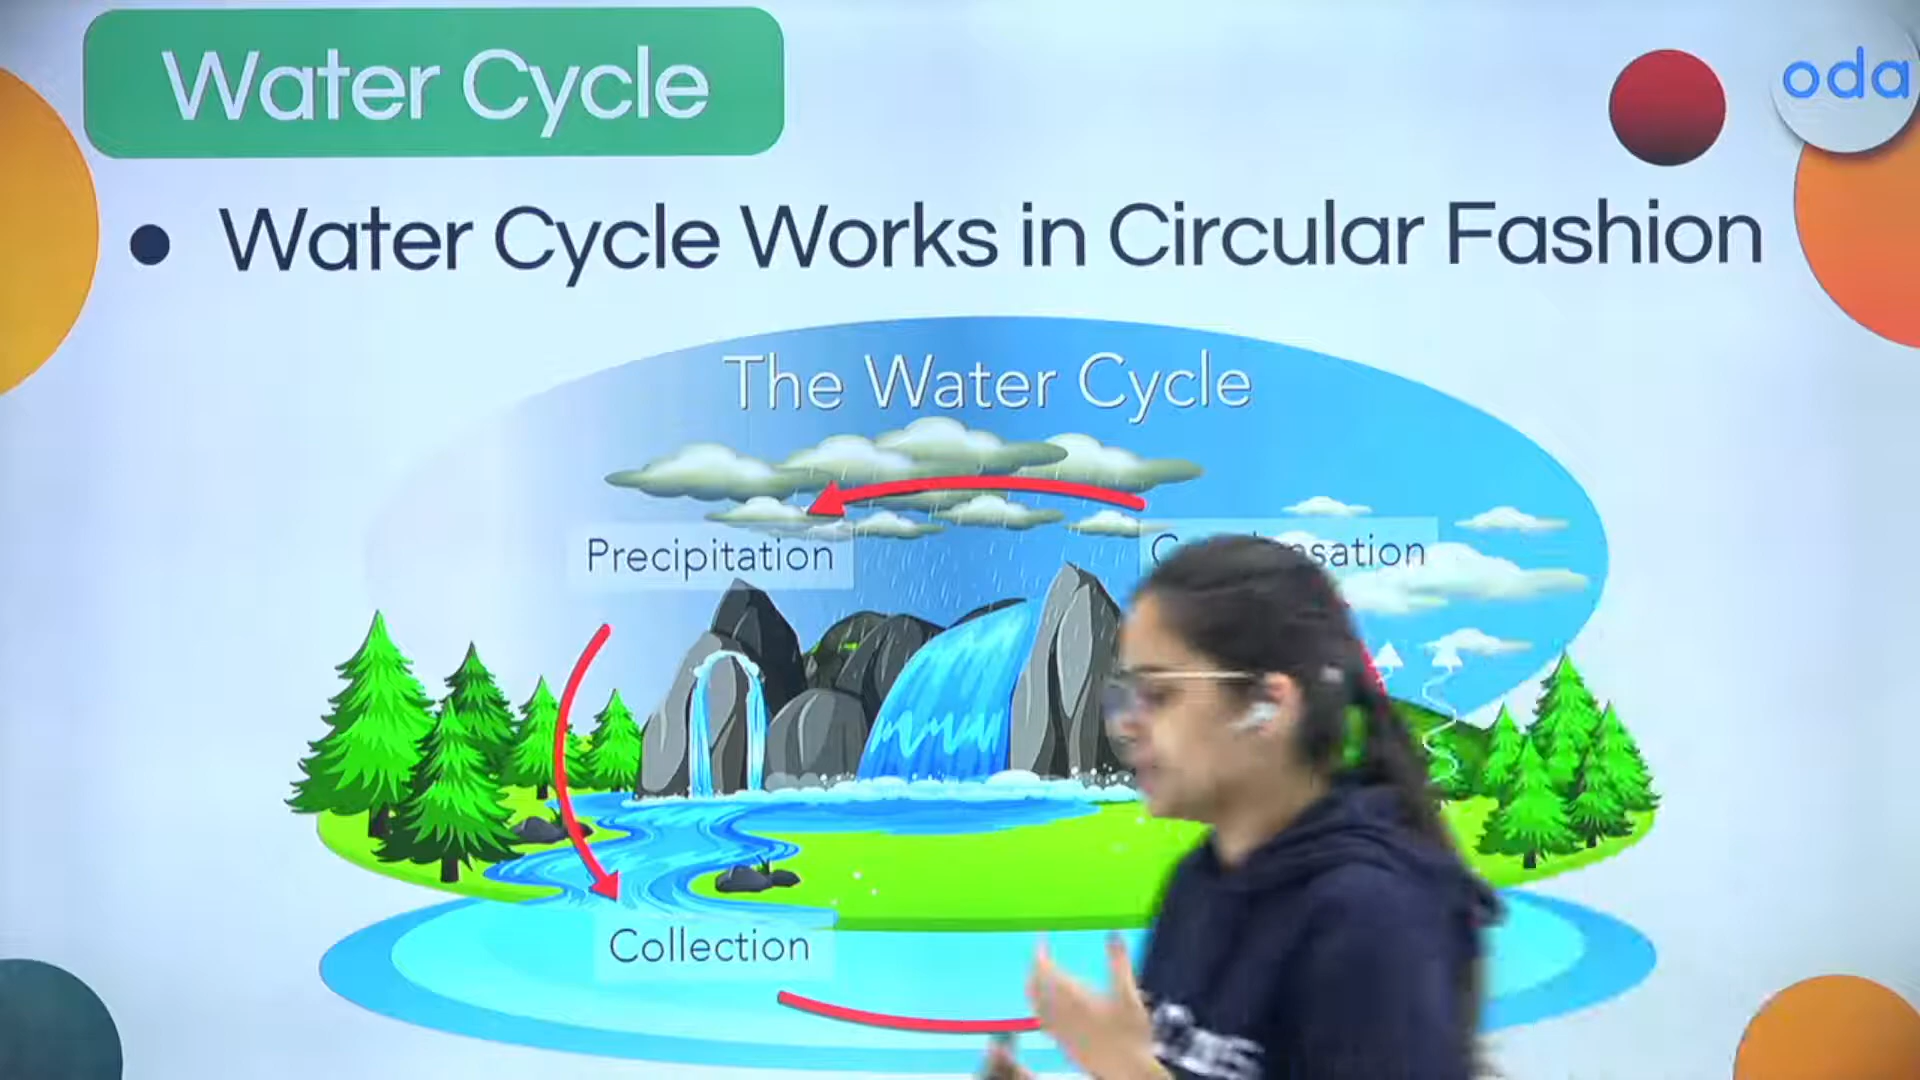 Water Cycle
oda
• Water Cycle Works in Circular Fashion
The Water Cycle
Precipitation
Collection